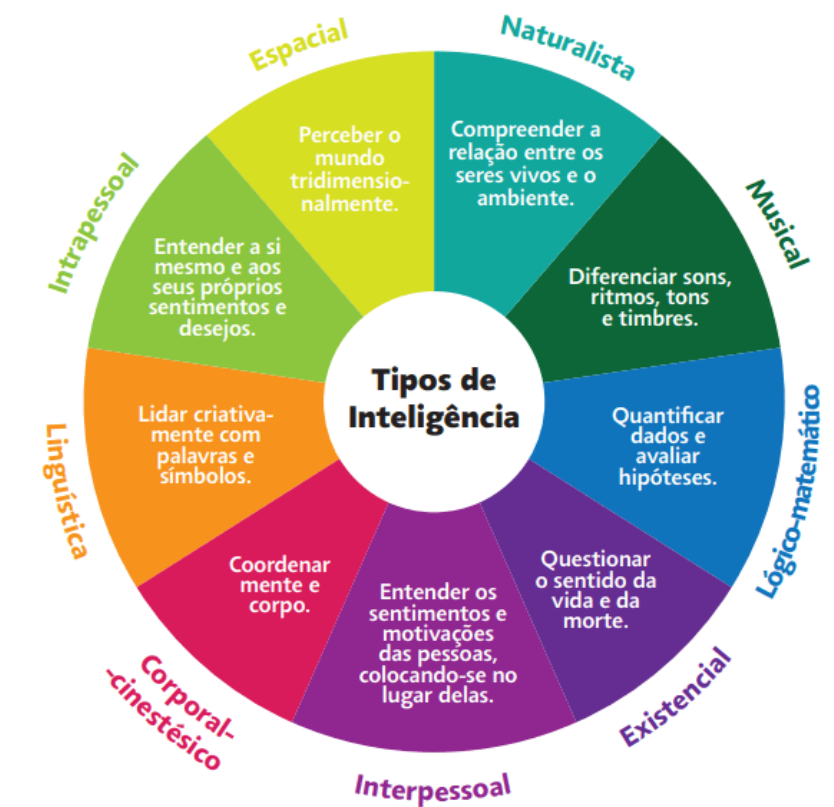 Tipos de
Inteligência
Naturalista
Compreender a
relação entre os
seres vivos e o
ambiente.
Musical
Diferenciar sons,
ritmos, tons
e timbres.
Lógico-matemático
Quantificar
dados e
avaliar
hipóteses.
Existencial
Questionar
o sentido da
vida e da
morte.
Interpessoal
Entender os
sentimentos e
motivações
das pessoas,
colocando-se no
lugar delas.
Corporal-
-cinestésico
Coordenar
mente e
corpo.
Linguística
Lidar criativa-
mente com
palavras e
símbolos.
Intrapessoal
Entender a si
mesmo e aos
seus próprios
sentimentos e
desejos.
Espacial
Perceber o
mundo
tridimensio-
nalmente.